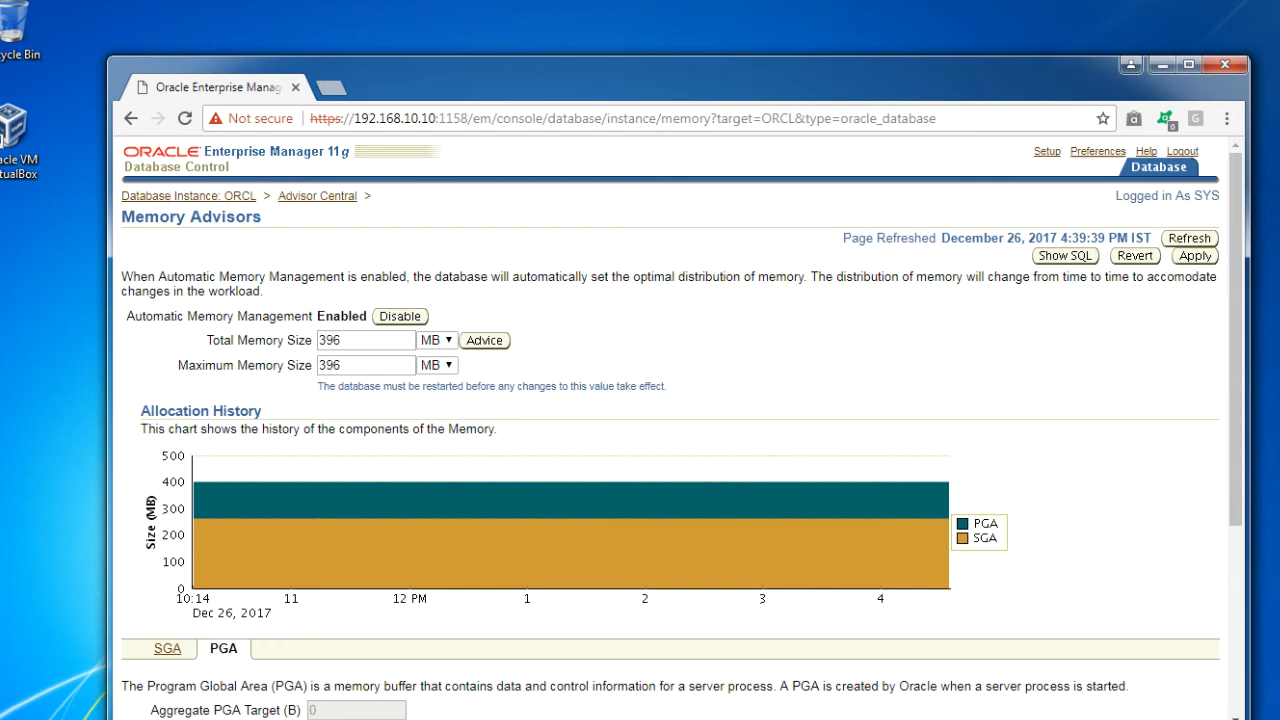 cycle Bin
Oracle VM
VirtualBox
Oracle Enterprise Manag
Not secure
https://192.168.10.10:1158/em/console/database/instance/memory?target=ORCL&type=oracle_database
0
G
ORACLE Enterprise Manager 11g
Database Control
Setup Preferences Help Logout
Database
Database Instance: ORCL > Advisor Central >
Logged in As SYS
Memory Advisors
Page Refreshed December 26, 2017 4:39:39 PM IST Refresh
Show SQL Revert Apply
When Automatic Memory Management is enabled, the database will automatically set the optimal distribution of memory. The distribution of memory will change from time to time to accomodate
changes in the workload.
Automatic Memory Management Enabled Disable
Total Memory Size 396 MB Advice
Maximum Memory Size 396 MB
The database must be restarted before any changes to this value take effect.
Allocation History
This chart shows the history of the components of the Memory.
Size (MB)
500
400
300
200
100
0
PGA
SGA
10:14 11 12 PM 1 2 3 4
Dec 26, 2017
SGA PGA
The Program Global Area (PGA) is a memory buffer that contains data and control information for a server process. A PGA is created by Oracle when a server process is started.
Aggregate PGA Target (B) 0